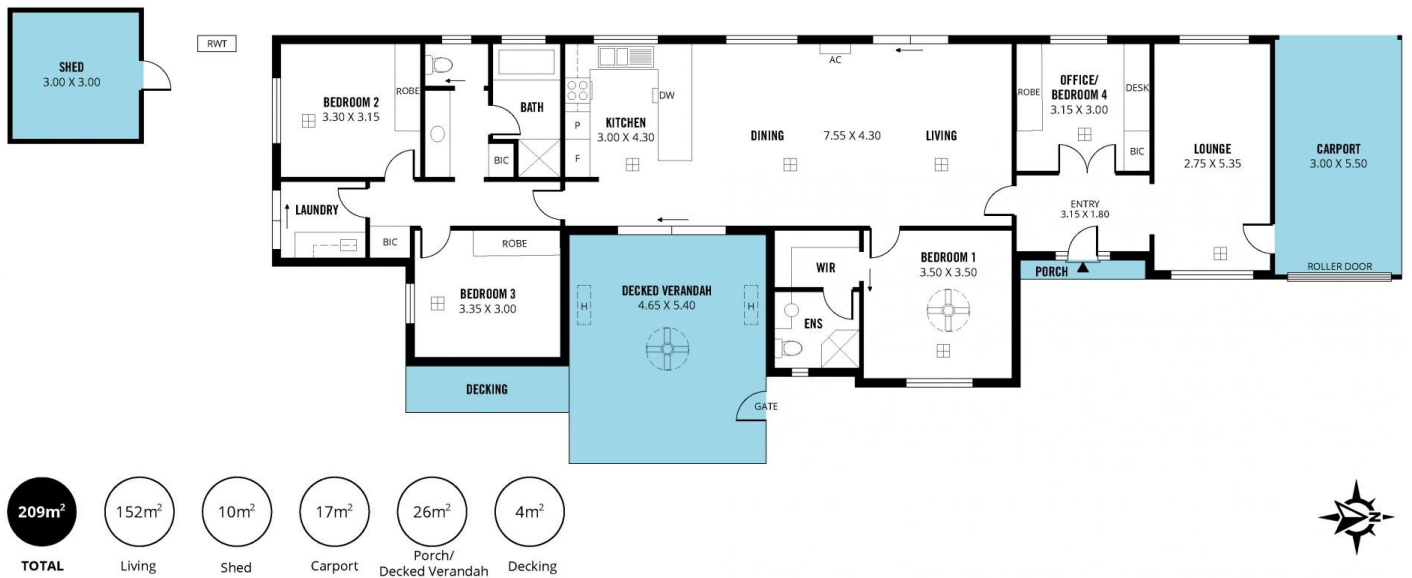 SHED
3.00 X 3.00
RWT
BEDROOM 2
3.30 X 3.15
ROBE
BATH
BIC
P
F
KITCHEN
3.00 X 4.30
DW
DINING
7.55 X 4.30
LIVING
AC
ROBE
OFFICE/
BEDROOM 4
3.15 X 3.00
DESK
BIC
LOUNGE
2.75 X 5.35
CARPORT
3.00 X 5.50
ROLLER DOOR
LAUNDRY
BIC
ROBE
BEDROOM 3
3.35 X 3.00
DECKING
DECKED VERANDAH
4.65 X 5.40
H
H
GATE
WIR
ENS
BEDROOM 1
3.50 X 3.50
ENTRY
3.15 X 1.80
PORCH
209m²
TOTAL
152m²
Living
10m²
Shed
17m²
Carport
26m²
Porch/
Decked Verandah
4m²
Decking
N